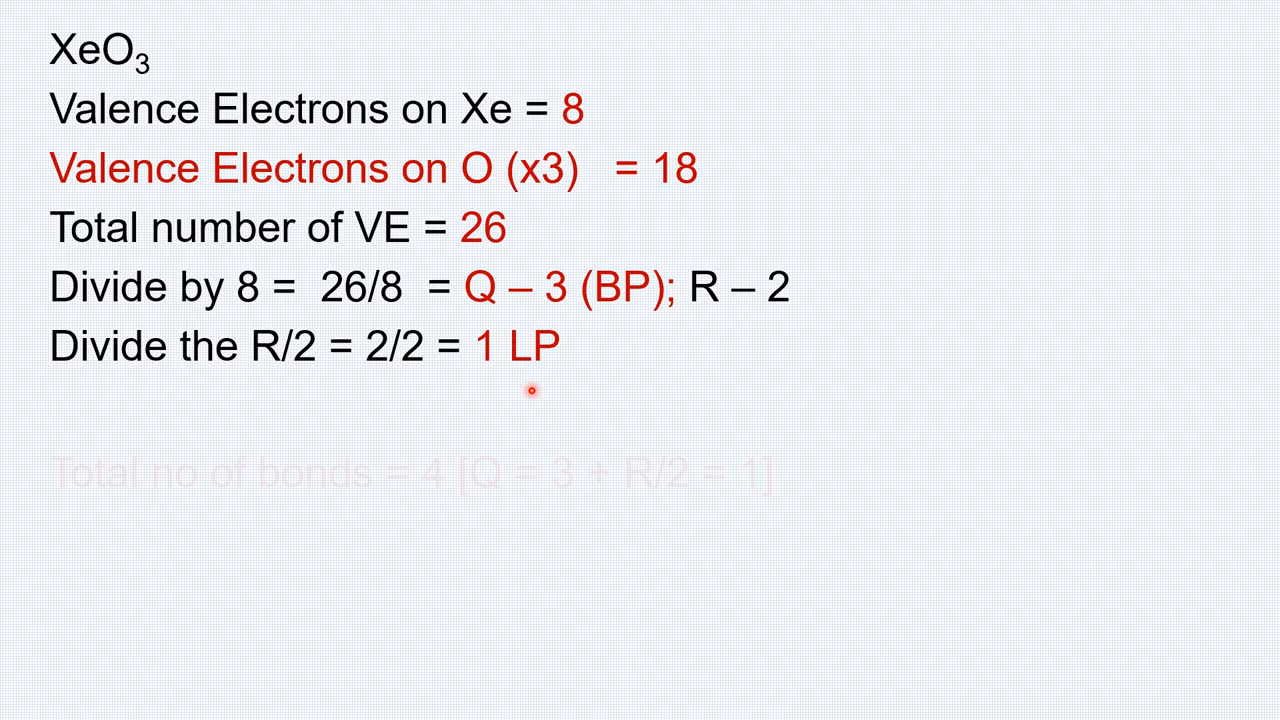 XeO₃
Valence Electrons on Xe = 8
Valence Electrons on O (x3) = 18
Total number of VE = 26
Divide by 8 = 26/8 = Q – 3 (BP); R – 2
Divide the R/2 = 2/2 = 1 LP
Total no of bonds = 4 [Q = 3 + R/2 = 1]